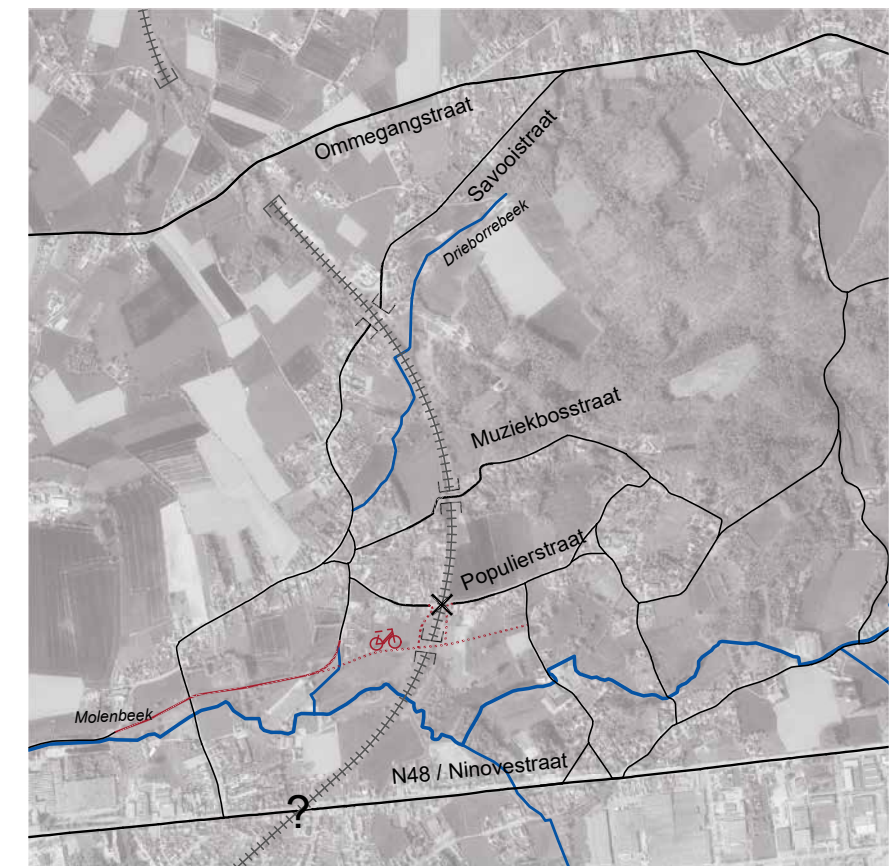 Ommegangstraat
Savooistraat
Drieborrebeek
Muziekbosstraat
Populierstraat
Molenbeek
N48 / Ninovestraat
?